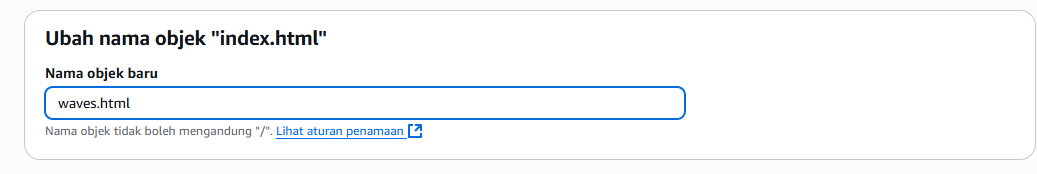 Ubah nama objek "index.html"
Nama objek baru
waves.html
Nama objek tidak boleh mengandung "/". Lihat aturan penamaan